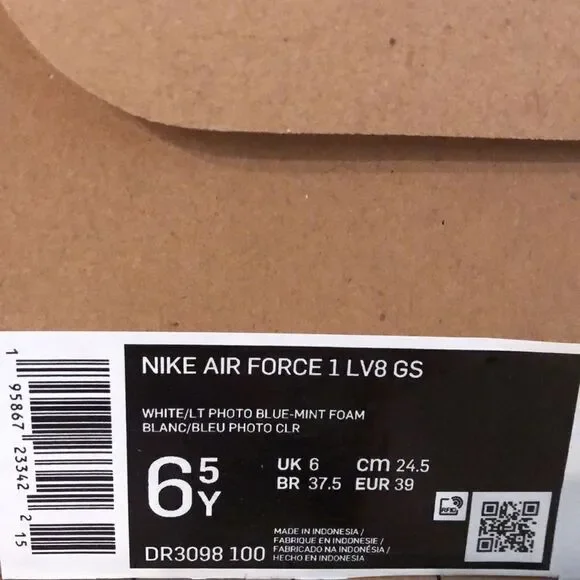 NIKE AIR FORCE 1 LV8 GS
WHITE/LT PHOTO BLUE-MINT FOAM
BLANC/BLEU PHOTO CLR
6 5 Y
UK 6 cm 24.5
BR 37.5 EUR 39
MADE IN INDONESIA /
FABRIQUE EN INDONESIE /
FABRICADO NA INDONÉSIA /
HECHO EN INDONESIA
DR3098 100
RFID
1 95867 23342 2 15